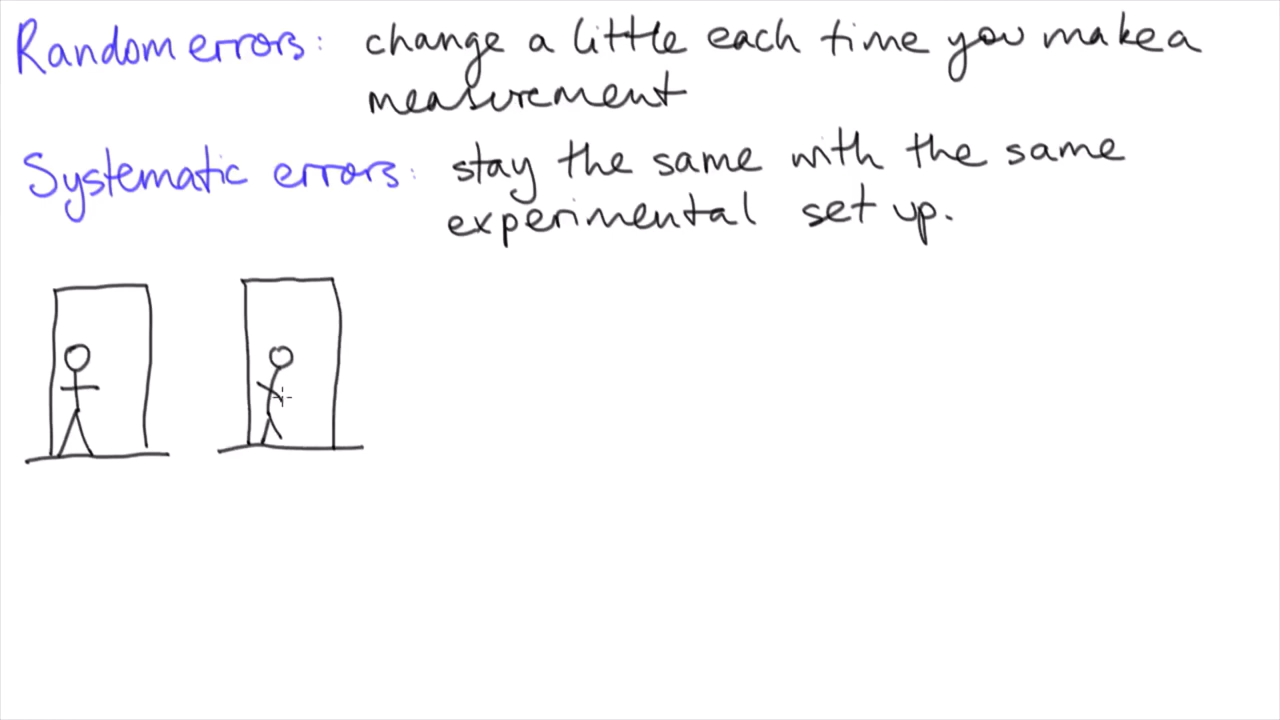 Random errors: change a little each time you make a
measurement
Systematic errors: stay the same with the same
experimental set up.